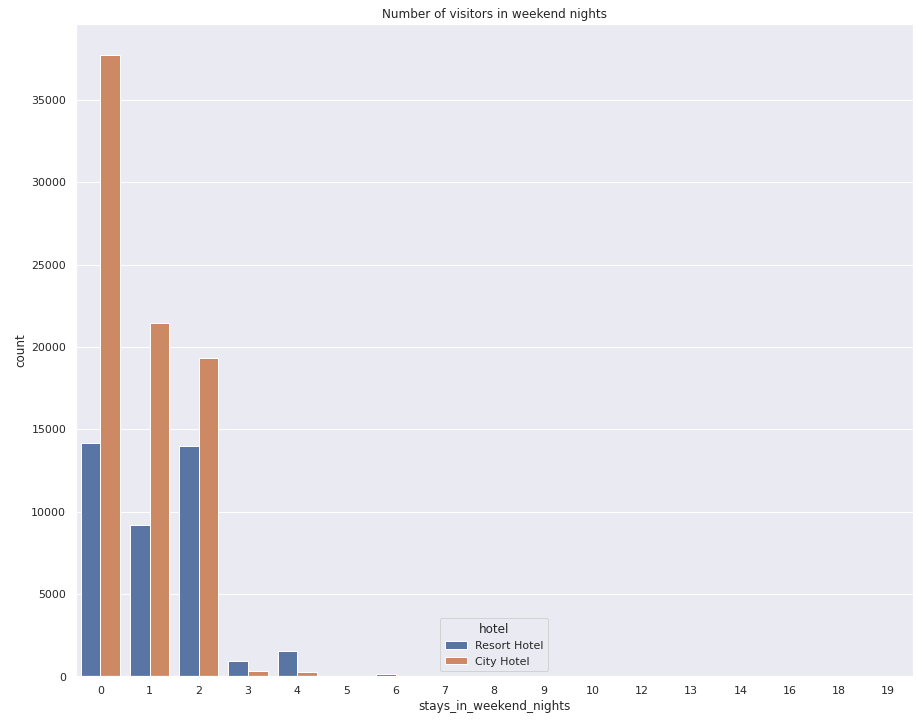 Number of visitors in weekend nights
count
35000
30000
25000
20000
15000
10000
5000
0
hotel
Resort Hotel
City Hotel
0 1 2 3 4 5 6 7 8 9 10 12 13 14 16 18 19
stays_in_weekend_nights